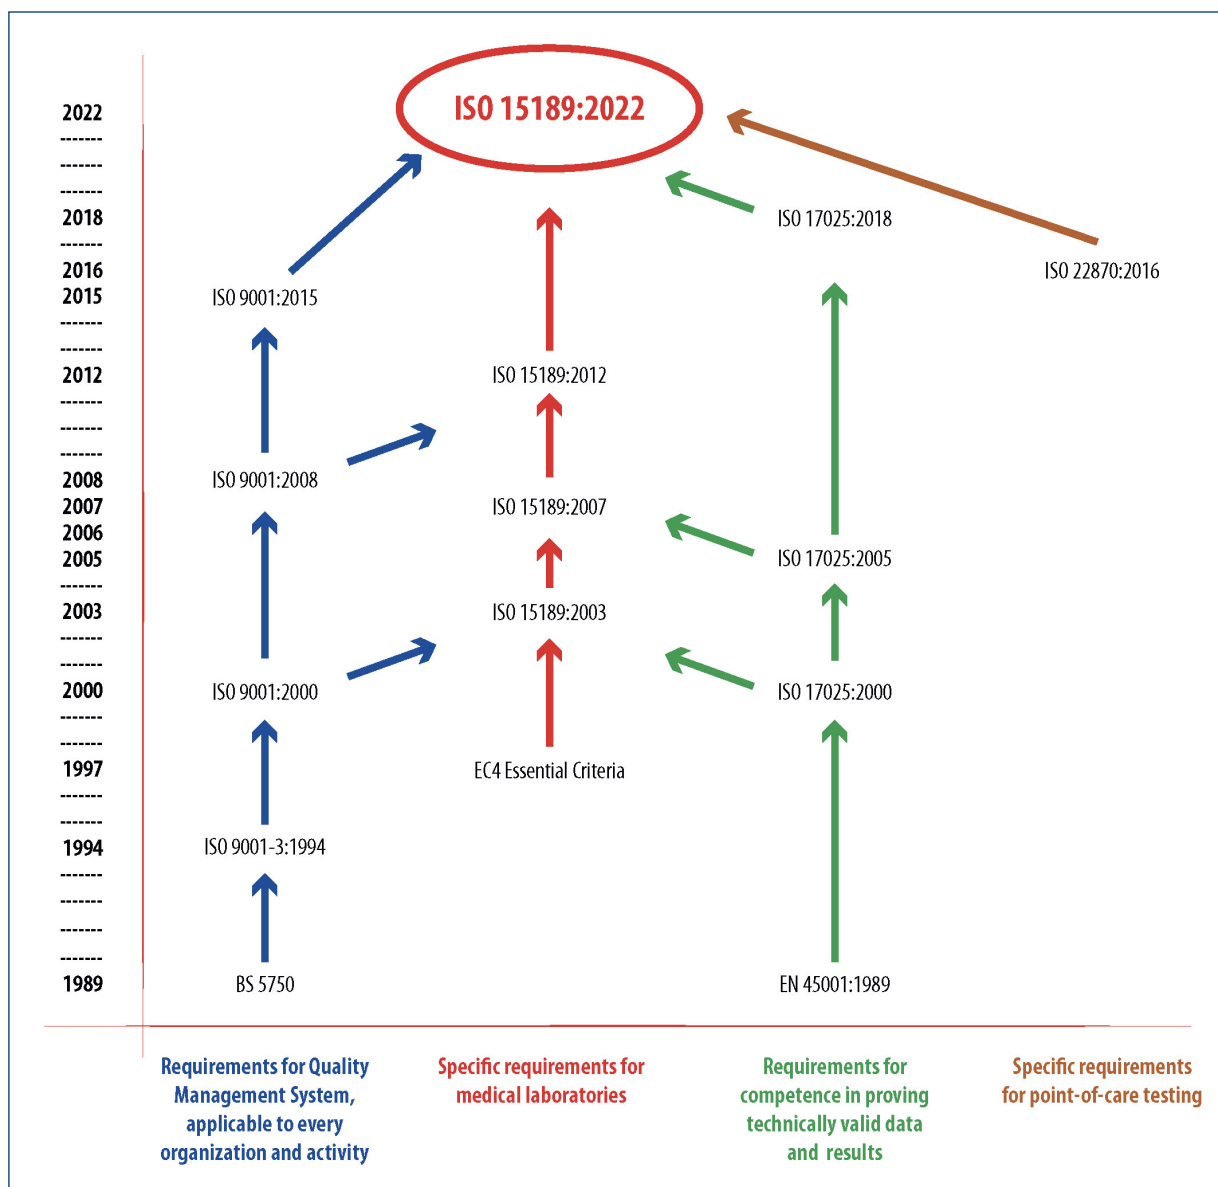 ISO 15189:2022
2022
-------
-------
-------
2018
ISO 17025:2018
-------
2016
ISO 22870:2016
2015
ISO 9001:2015
-------
-------
2012
ISO 15189:2012
-------
-------
-------
2008
ISO 9001:2008
2007
ISO 15189:2007
2006
2005
ISO 17025:2005
-------
2003
ISO 15189:2003
-------
-------
2000
ISO 9001:2000
ISO 17025:2000
-------
-------
1997
EC4 Essential Criteria
-------
-------
1994
ISO 9001-3:1994
-------
-------
-------
-------
1989
BS 5750
EN 45001:1989
Requirements for Quality
Management System,
applicable to every
organization and activity
Specific requirements for
medical laboratories
Requirements for
competence in proving
technically valid data
and results
Specific requirements
for point-of-care testing